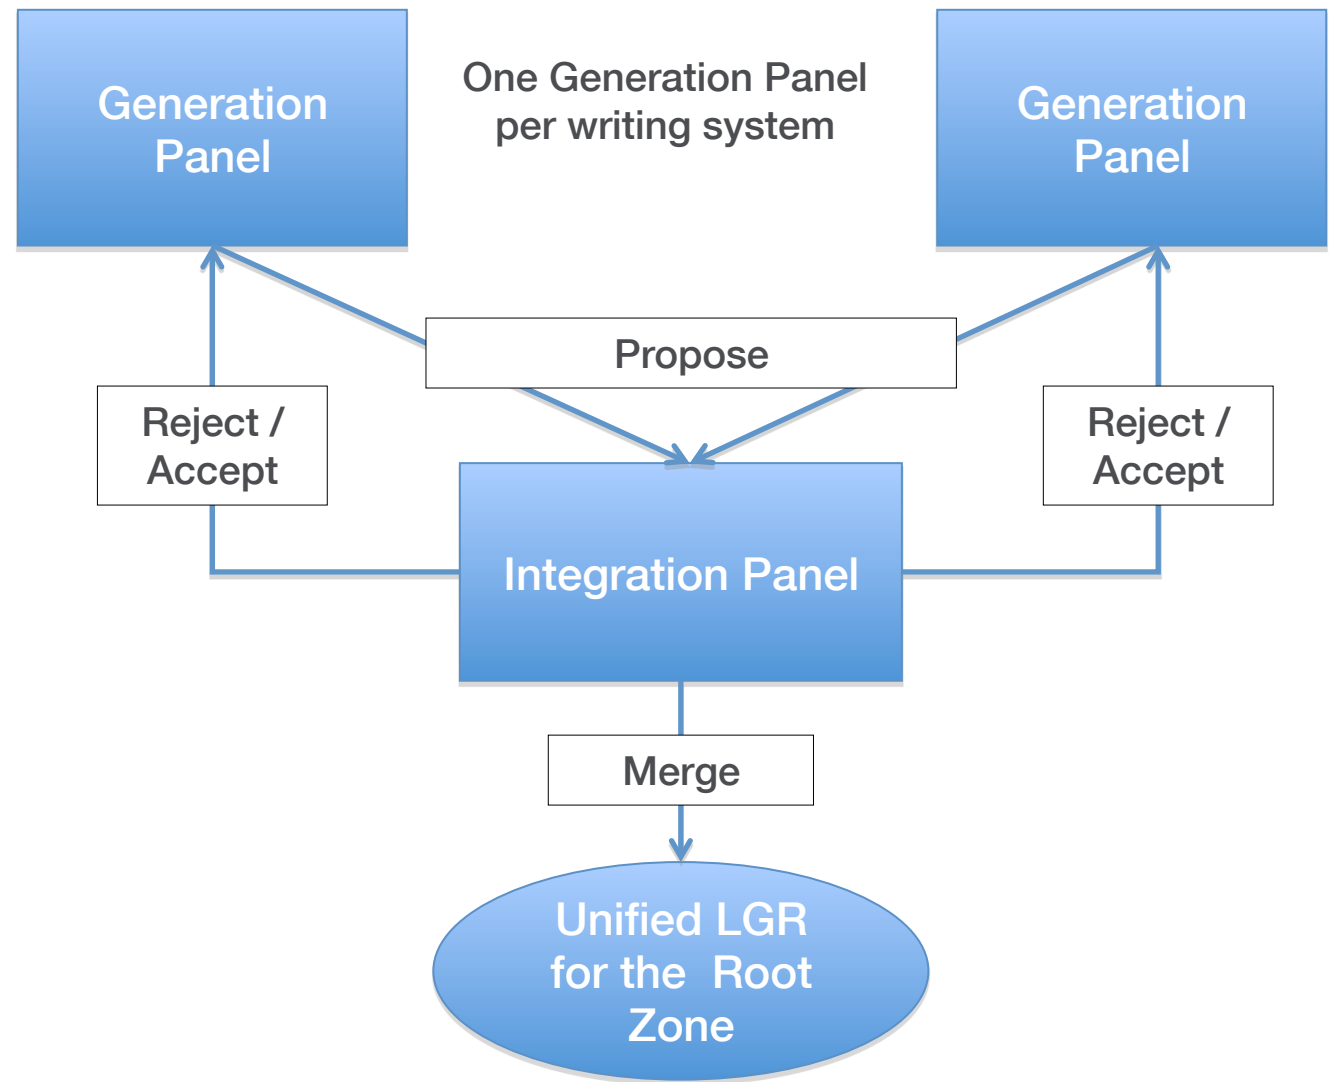 Generation
Panel
One Generation Panel
per writing system
Generation
Panel
Propose
Reject /
Accept
Reject /
Accept
Integration Panel
Merge
Unified LGR
for the Root
Zone